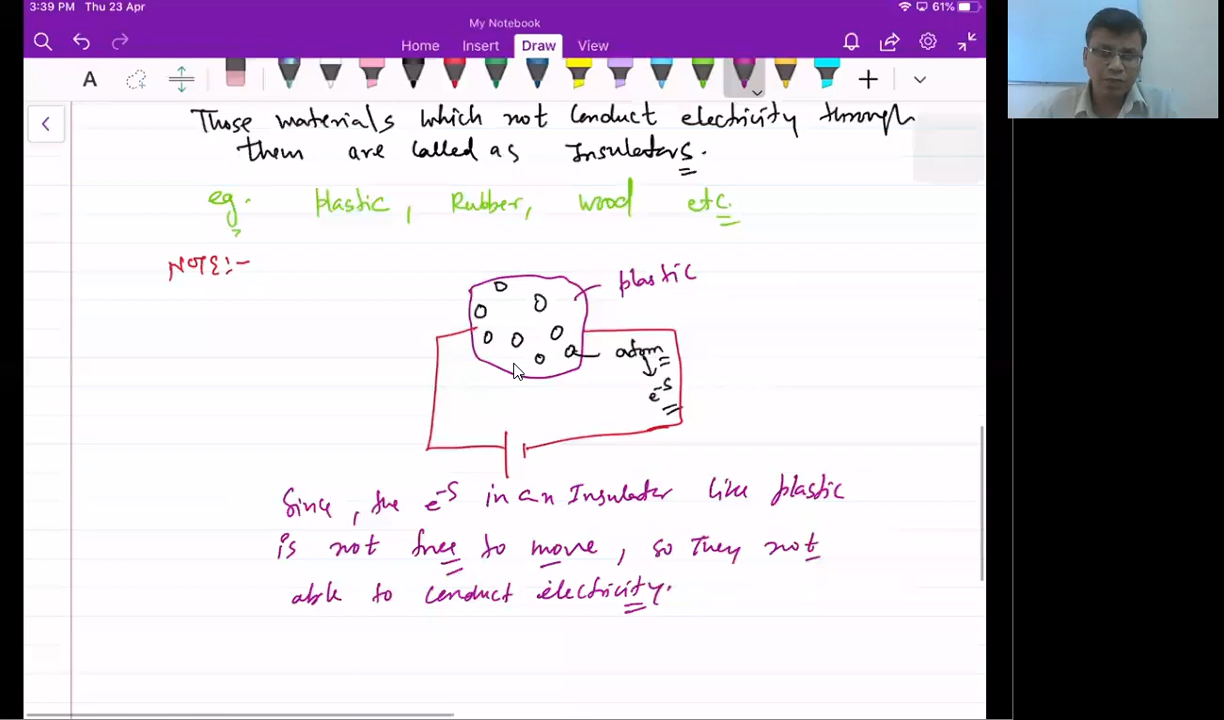 3:39 PM Thu 23 Apr
61%
My Notebook
Home Insert Draw View
A
Those materials which not conduct electricity through
them are called as Insulators.
eg. plastic, Rubber, wood etc.
NOTE:-
plastic
atom
e-s
Since, the e-s in an Insulator like plastic
is not free to move, so they not
able to conduct electricity.